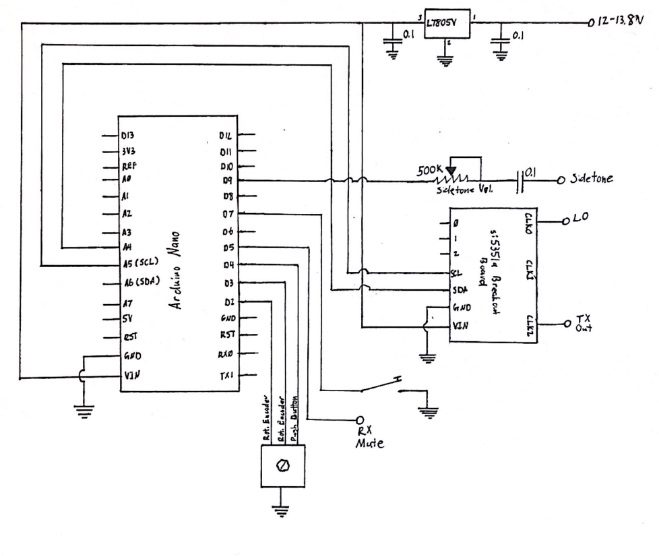 3
LT805V
1
2
0.1
0.1
12-13.8V
Arduino Nano
D13
3V3
REF
A0
A1
A2
A3
A4
A5 (SCL)
A6 (SDA)
A7
5V
RST
GND
VIN
D12
D11
D10
D9
D8
D7
D6
D5
D4
D3
D2
GND
RST
RX0
TX1
500K
Sidetone Vol.
0.1
Sidetone
0
1
2
SCL
SDA
GND
VIN
si5351a Breakout
Board
CLK0
CLK1
CLK2
LO
TX
Out
Rot. Encoder
Rot. Encoder
Push Button
RX
Mute